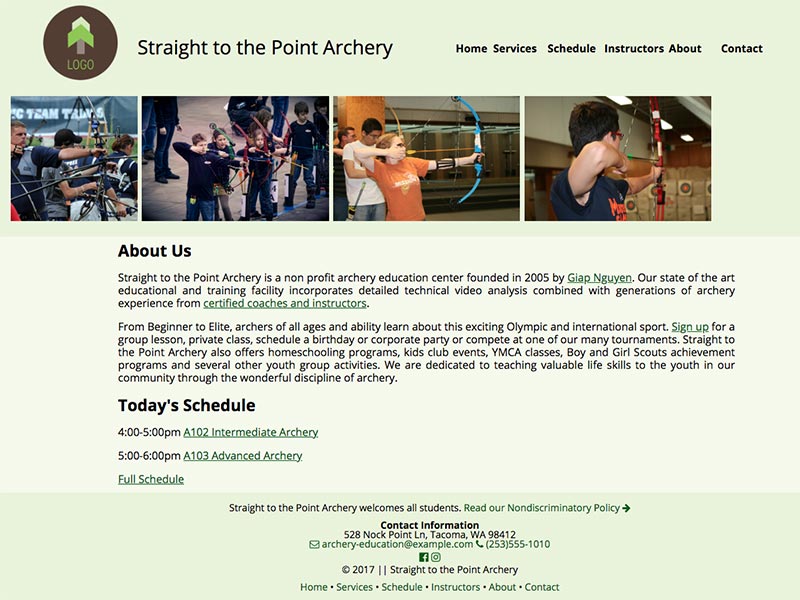 LOGO
Straight to the Point Archery
Home Services Schedule Instructors About Contact
About Us
Straight to the Point Archery is a non profit archery education center founded in 2005 by Giap Nguyen. Our state of the art
educational and training facility incorporates detailed technical video analysis combined with generations of archery
experience from certified coaches and instructors.
From Beginner to Elite, archers of all ages and ability learn about this exciting Olympic and international sport. Sign up for a
group lesson, private class, schedule a birthday or corporate party or compete at one of our many tournaments. Straight to
the Point Archery also offers homeschooling programs, kids club events, YMCA classes, Boy and Girl Scouts achievement
programs and several other youth group activities. We are dedicated to teaching valuable life skills to the youth in our
community through the wonderful discipline of archery.
Today's Schedule
4:00-5:00pm A102 Intermediate Archery
5:00-6:00pm A103 Advanced Archery
Full Schedule
Straight to the Point Archery welcomes all students. Read our Nondiscriminatory Policy
Contact Information
528 Nock Point Ln, Tacoma, WA 98412
archery-education@example.com (253)555-1010
© 2017 || Straight to the Point Archery
Home • Services • Schedule • Instructors • About • Contact